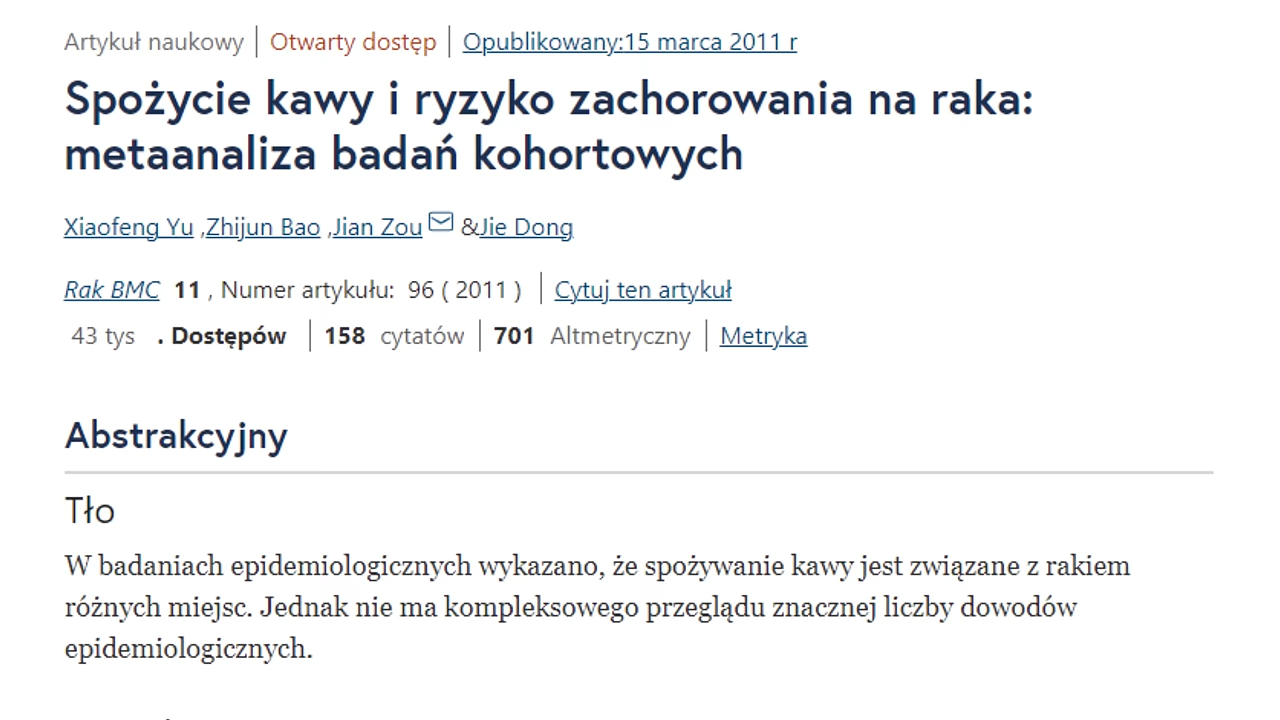 Artykuł naukowy | Otwarty dostęp | Opublikowany:15 marca 2011 r
Spożycie kawy i ryzyko zachorowania na raka:
metaanaliza badań kohortowych
Xiaofeng Yu ,Zhijun Bao ,Jian Zou &Jie Dong
Rak BMC 11 , Numer artykułu: 96 ( 2011 ) | Cytuj ten artykuł
43 tys . Dostępów | 158 cytatów | 701 Altmetryczny | Metryka
Abstrakcyjny
Tło
W badaniach epidemiologicznych wykazano, że spożywanie kawy jest związane z rakiem
różnych miejsc. Jednak nie ma kompleksowego przeglądu znacznej liczby dowodów
epidemiologicznych.